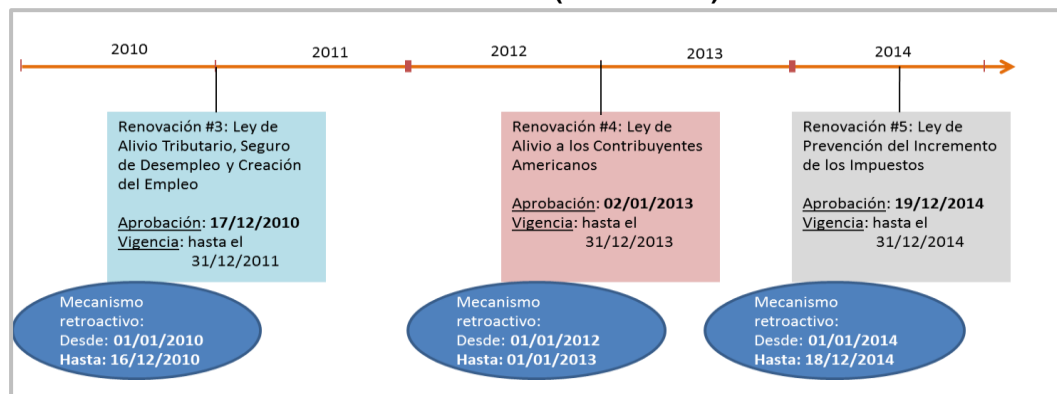 2010
2011
2012
2013
2014
Renovación #3: Ley de
Alivio Tributario, Seguro
de Desempleo y Creación
del Empleo
Aprobación: 17/12/2010
Vigencia: hasta el
31/12/2011
Renovación #4: Ley de
Alivio a los Contribuyentes
Americanos
Aprobación: 02/01/2013
Vigencia: hasta el
31/12/2013
Renovación #5: Ley de
Prevención del Incremento
de los Impuestos
Aprobación: 19/12/2014
Vigencia: hasta el
31/12/2014
Mecanismo
retroactivo:
Desde: 01/01/2010
Hasta: 16/12/2010
Mecanismo
retroactivo:
Desde: 01/01/2012
Hasta: 01/01/2013
Mecanismo
retroactivo:
Desde: 01/01/2014
Hasta: 18/12/2014